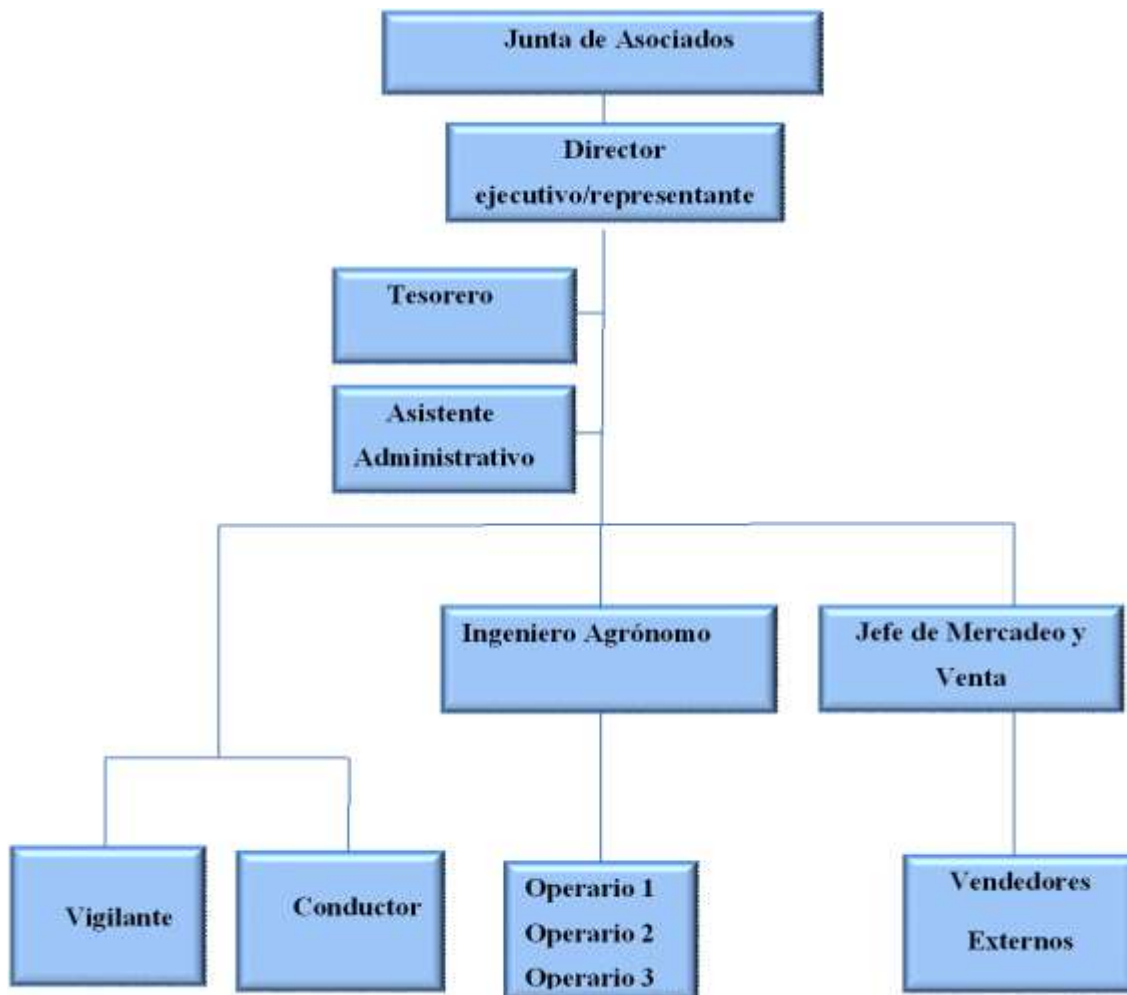 Junta de Asociados
Director
ejecutivo/representante
Tesorero
Asistente
Administrativo
Ingeniero Agrónomo
Jefe de Mercadeo y
Venta
Vigilante
Conductor
Operario 1
Operario 2
Operario 3
Vendedores
Externos